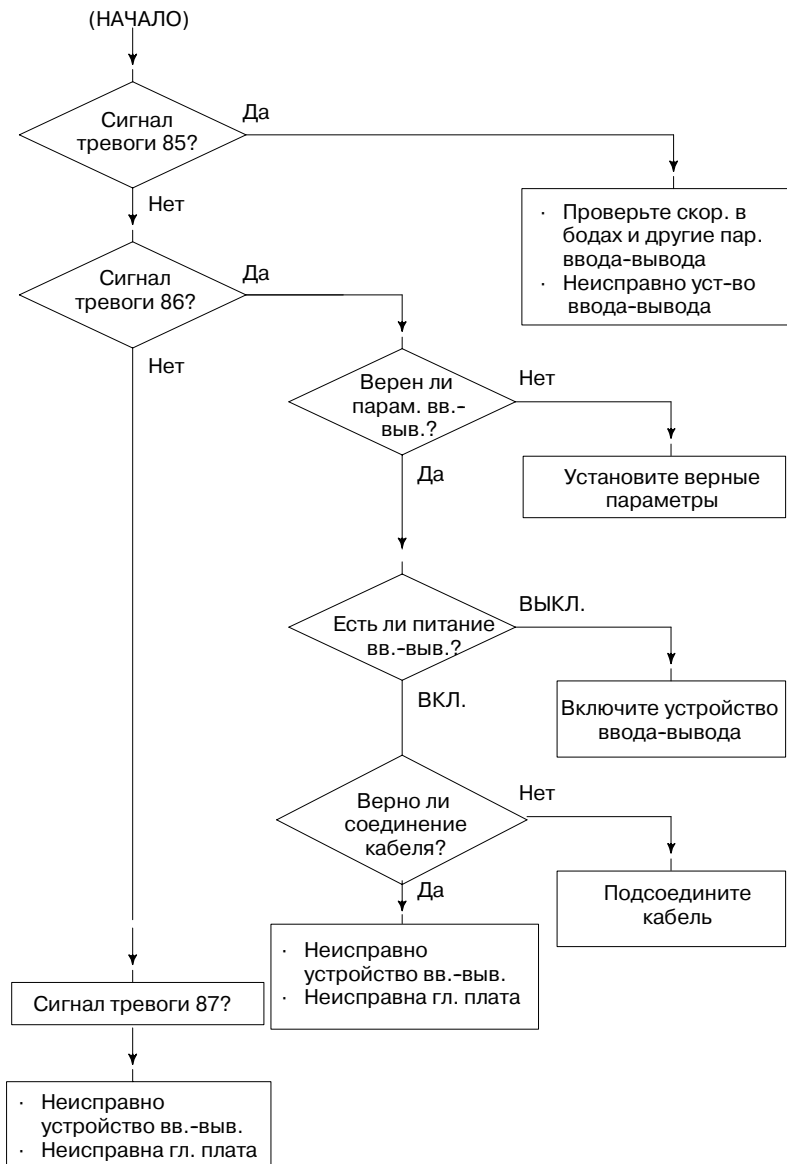 (НАЧАЛО)
Сигнал
тревоги 85?
Да
Нет
· Проверьте скор. в
бодах и другие пар.
ввода-вывода
· Неисправно уст-во
ввода-вывода
Сигнал
тревоги 86?
Да
Нет
Верен ли
парам. вв.-
выв.?
Нет
Да
Установите верные
параметры
Есть ли питание
вв.-выв.?
ВЫКЛ.
ВКЛ.
Включите устройство
ввода-вывода
Верно ли
соединение
кабеля?
Нет
Да
Подсоедините
кабель
· Неисправно
устройство вв.-выв.
· Неисправна гл. плата
Сигнал тревоги 87?
· Неисправно
устройство вв.-выв.
· Неисправна гл. плата